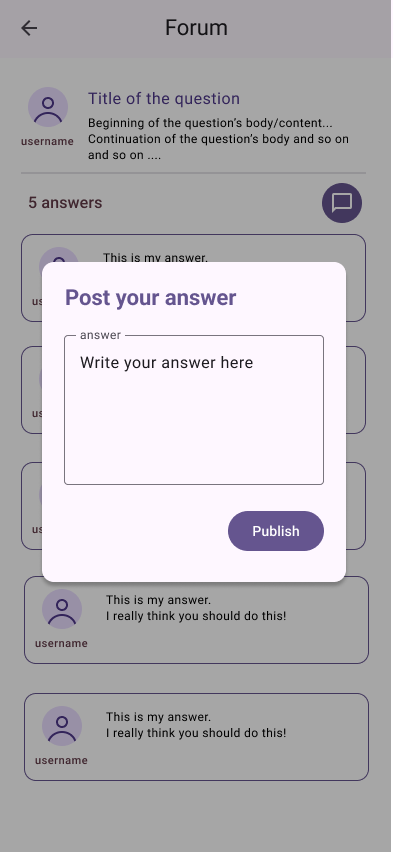 Forum
Title of the question
Beginning of the question's body/content...
Continuation of the question's body and so on
and so on ....
username
5 answers
This is my answer.
Post your answer
answer
Write your answer here
Publish
This is my answer.
I really think you should do this!
username
This is my answer.
I really think you should do this!
username